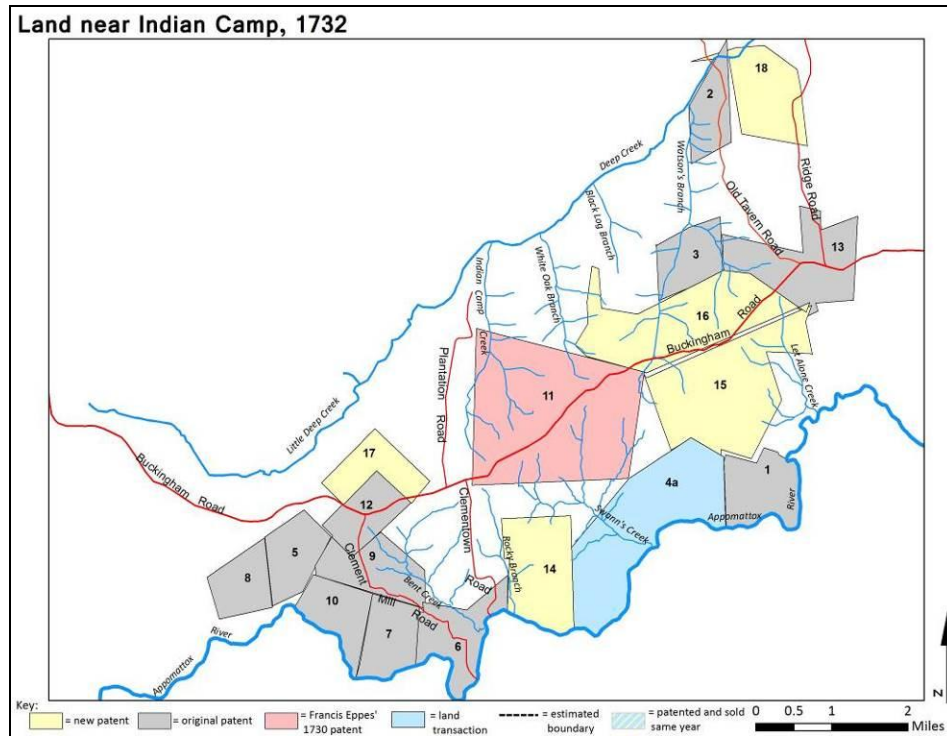 Land near Indian Camp, 1732
18
2
Deep Creek
Watson's Branch
Black Log Branch
Old Tavern Road
Ridge Road
13
3
White Oak Branch
Indian Camp
Creek
16
Buckingham Road
Let Alone Creek
Plantation Road
11
15
Little Deep Creek
17
Buckingham Road
4a
1
River
12
Clementown
Road
Swann's Creek
Appomattox
Rocky Branch
5
9
8
14
Clement
Mill
Road
Bent Creek
10
7
6
River
Appomattox
N
Key:
= new patent
= original patent
= Francis Eppes'
1730 patent
= land
transaction
= estimated
boundary
= patented and sold
same year
0 0.5 1 2
Miles